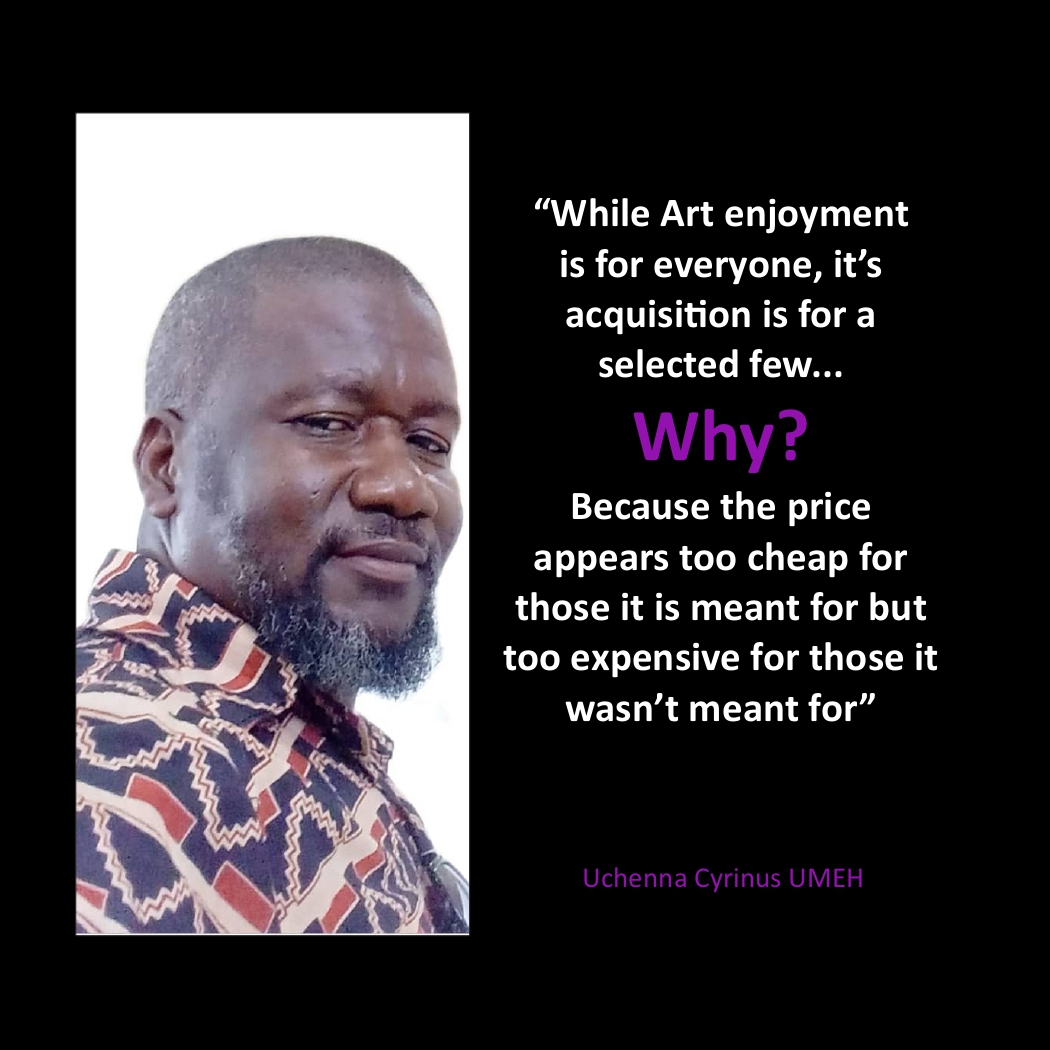 “While Art enjoyment
is for everyone, it’s
acquisition is for a
selected few...
Why?
Because the price
appears too cheap for
those it is meant for but
too expensive for those it
wasn’t meant for”
Uchenna Cyrinus UMEH